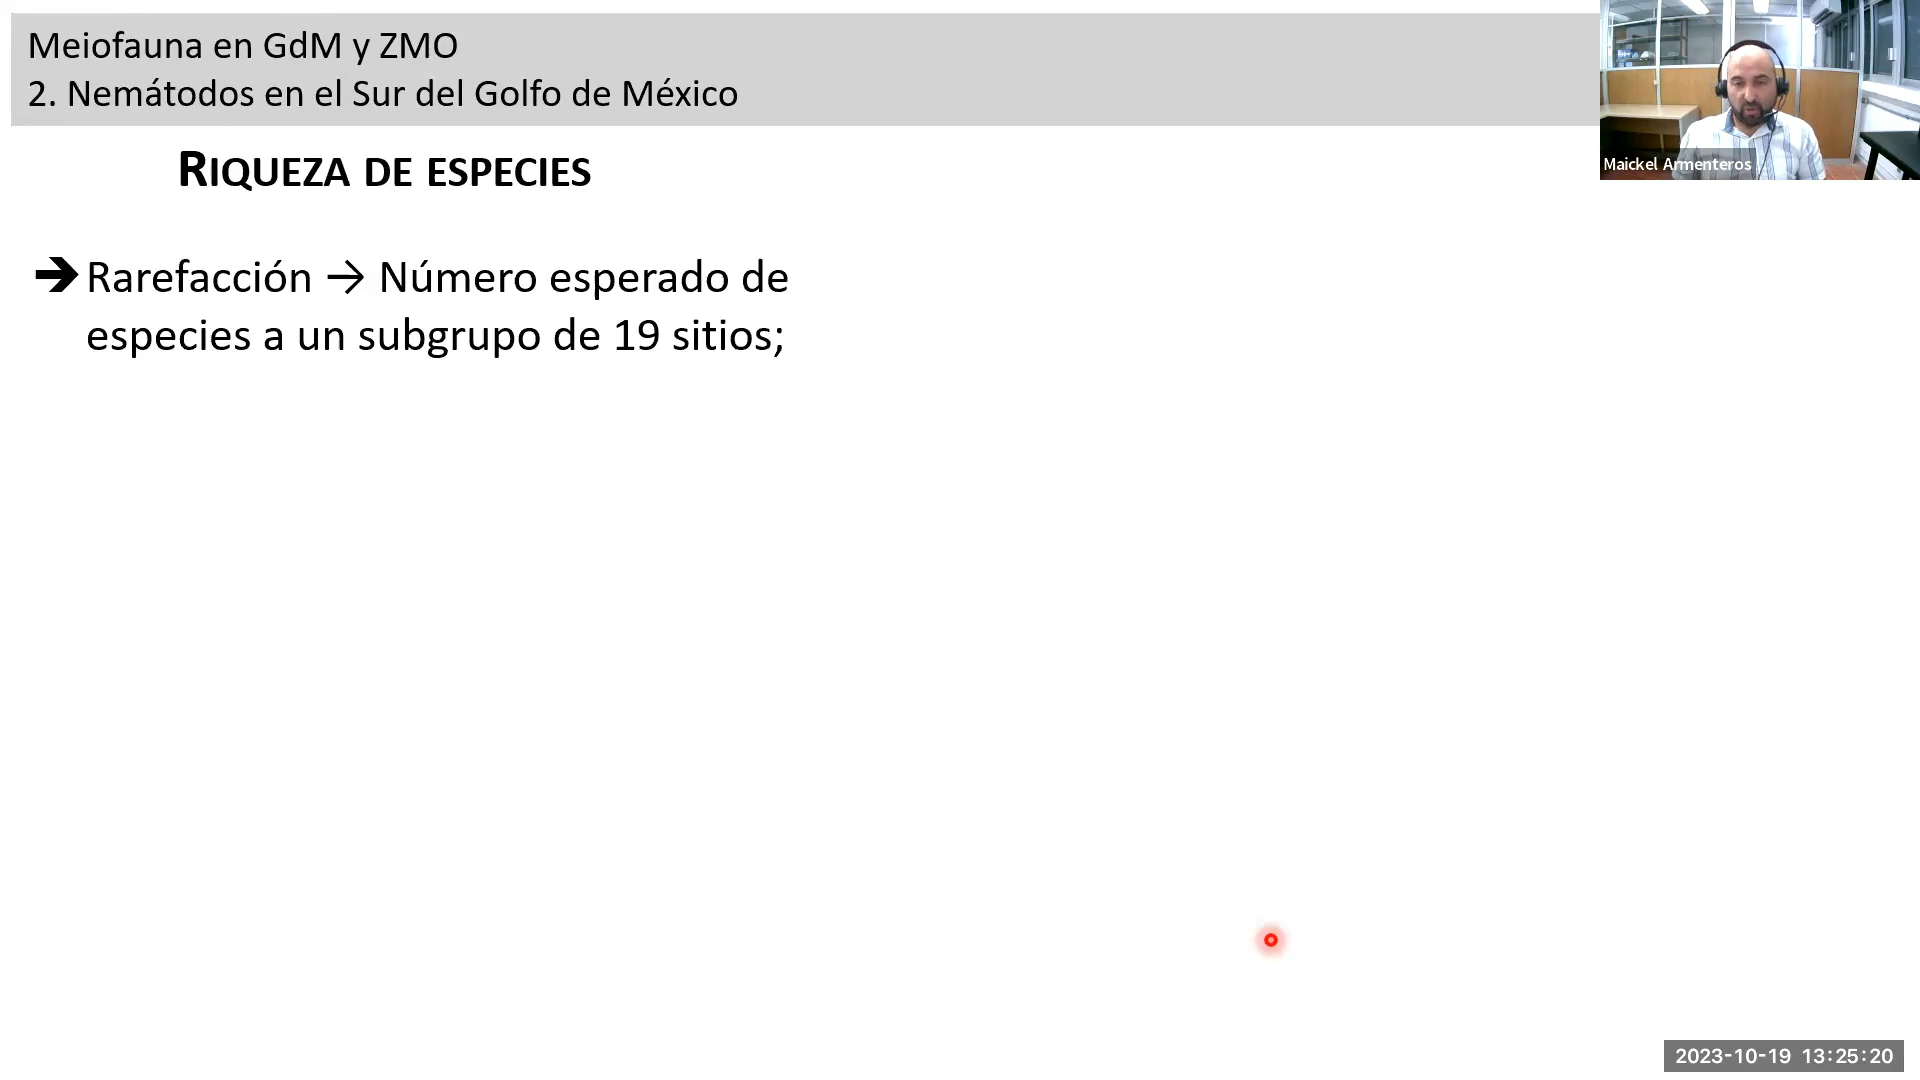 Meiofauna en GdM y ZMO
2. Nemátodos en el Sur del Golfo de México
RIQUEZA DE ESPECIES
➔ Rarefacción → Número esperado de
especies a un subgrupo de 19 sitios;
Maickel Armenteros
2023-10-19 13:25:20